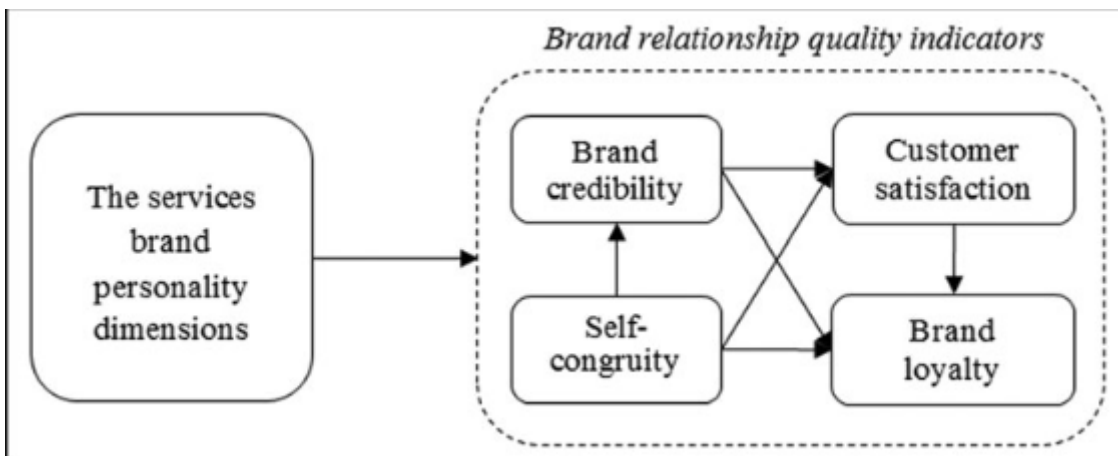 Brand relationship quality indicators
The services
brand
personality
dimensions
Brand
credibility
Customer
satisfaction
Self-
congruity
Brand
loyalty